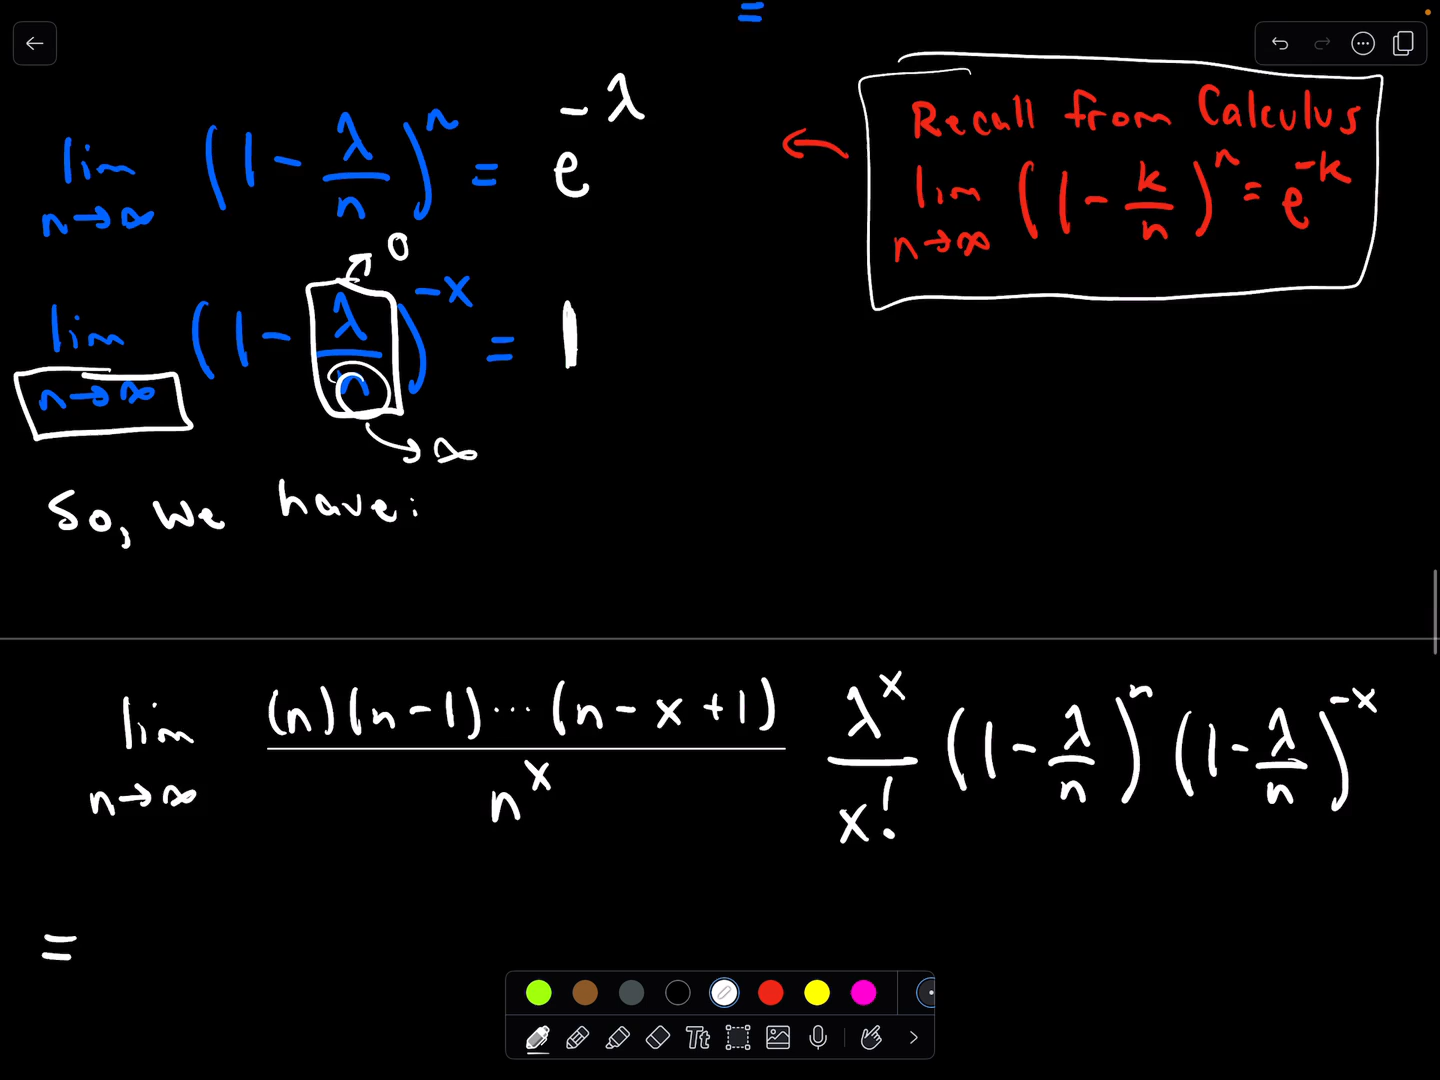 =
lim n→∞ (1 - λ/n)^n = e^-λ
Recall from Calculus
lim n→∞ (1 - k/n)^n = e^-k
→ 0
lim n→∞ (1 - λ/n)^-x = 1
→ ∞
So, we have:
lim n→∞ (n)(n-1)...(n-x+1)/n^x λ^x/x! (1 - λ/n)^n (1 - λ/n)^-x
=
Tt